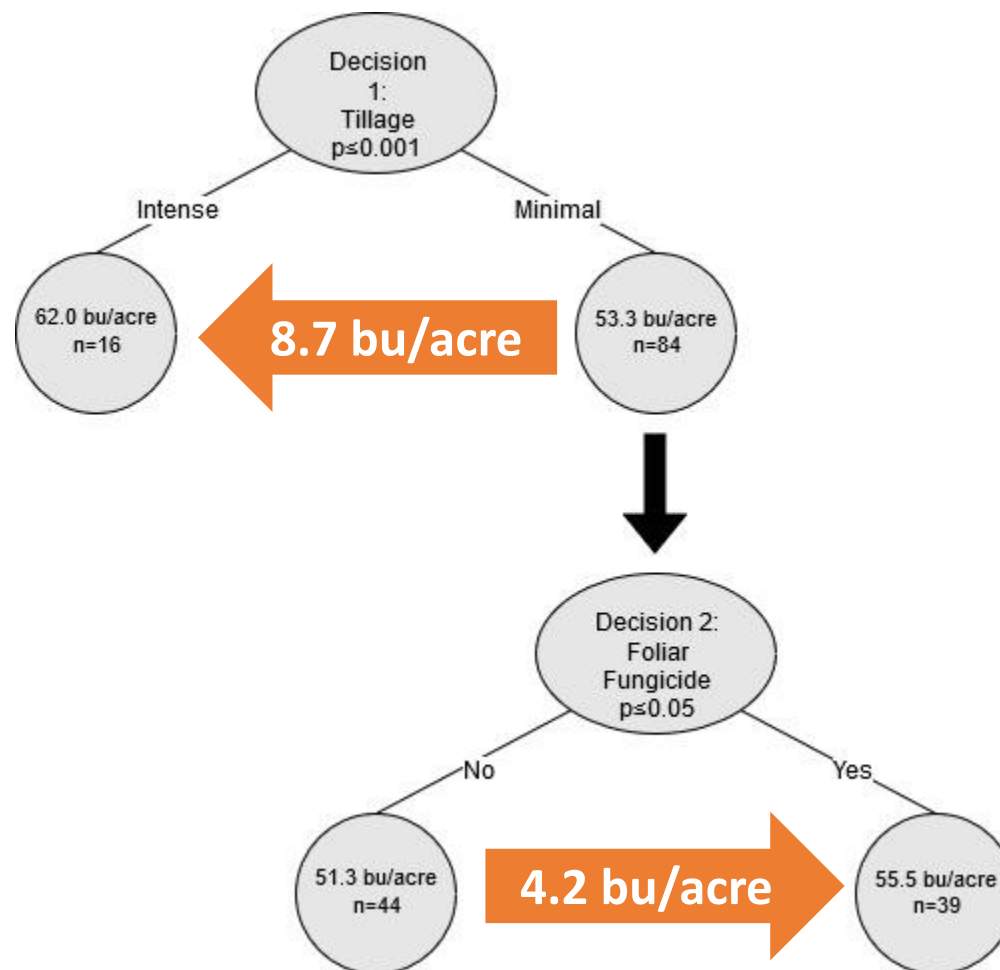 Decision
1:
Tillage
p≤0.001
Intense
Minimal
62.0 bu/acre
n=16
8.7 bu/acre
53.3 bu/acre
n=84
Decision 2:
Foliar
Fungicide
p≤0.05
No
Yes
51.3 bu/acre
n=44
4.2 bu/acre
55.5 bu/acre
n=39